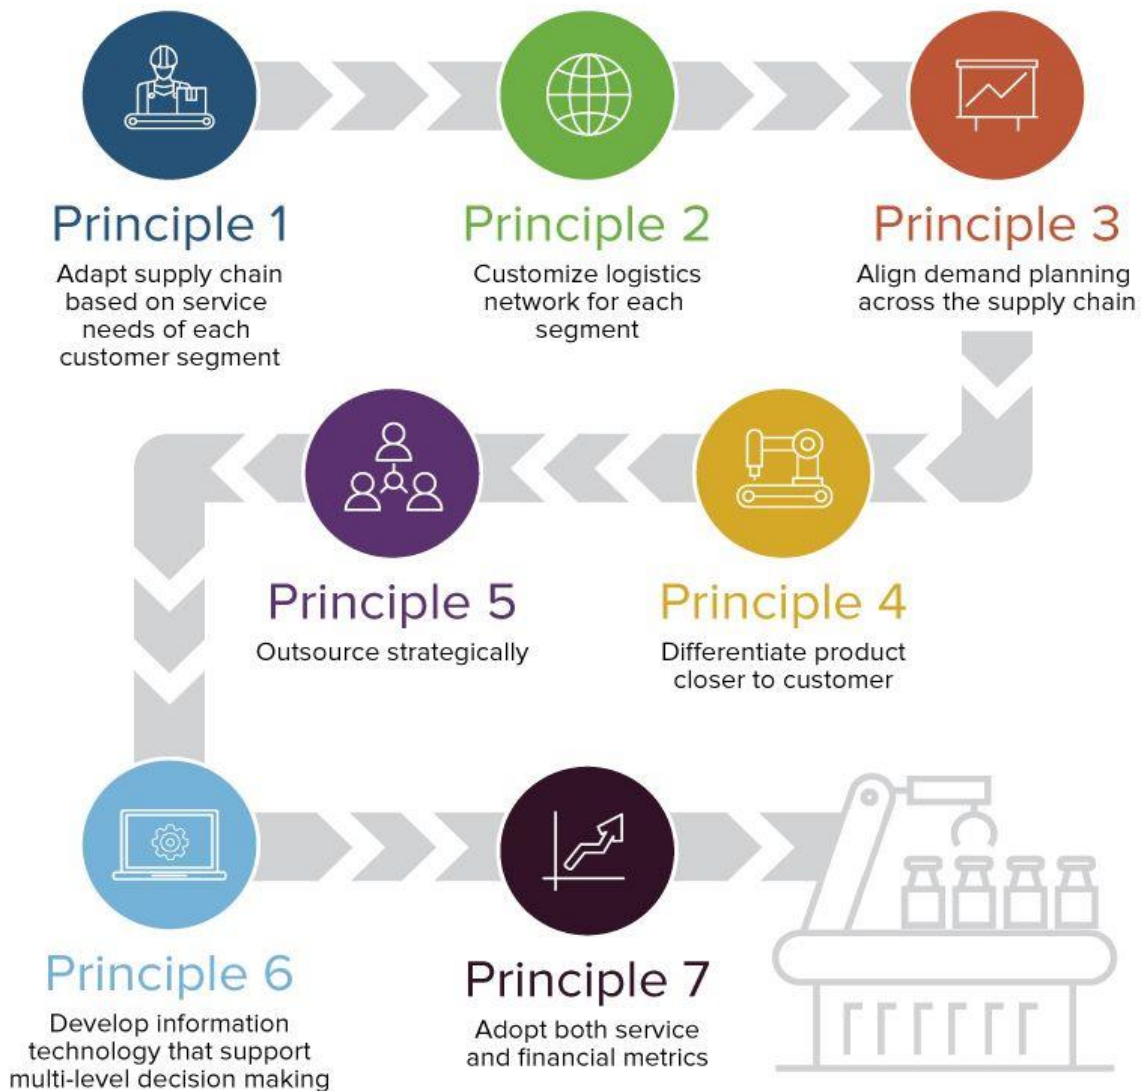 Principle 1
Adapt supply chain
based on service
needs of each
customer segment
Principle 2
Customize logistics
network for each
segment
Principle 3
Align demand planning
across the supply chain
Principle 4
Differentiate product
closer to customer
Principle 5
Outsource strategically
Principle 6
Develop information
technology that support
multi-level decision making
Principle 7
Adopt both service
and financial metrics